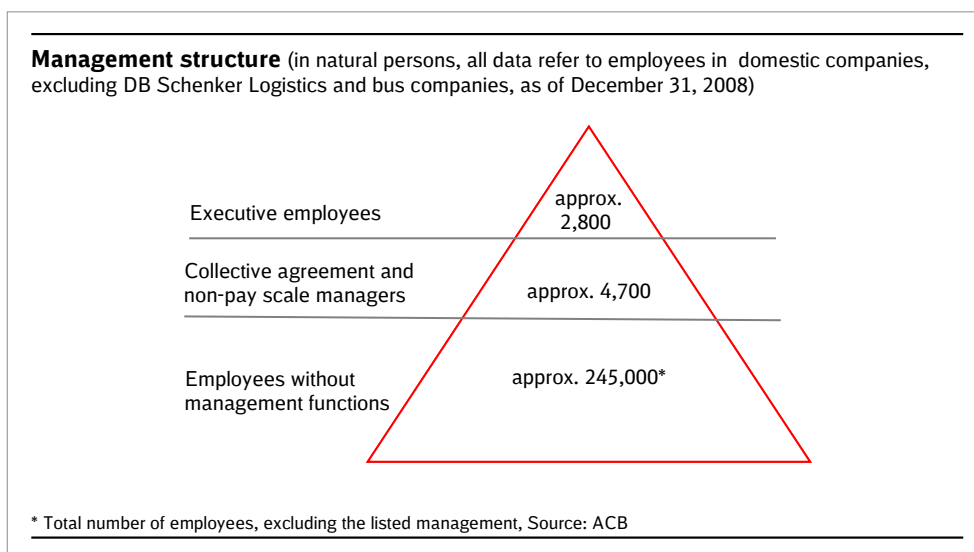 Management structure (in natural persons, all data refer to employees in domestic companies,
excluding DB Schenker Logistics and bus companies, as of December 31, 2008)
Executive employees
approx.
2,800
Collective agreement and
non-pay scale managers
approx. 4,700
Employees without
management functions
approx. 245,000*
* Total number of employees, excluding the listed management, Source: ACB